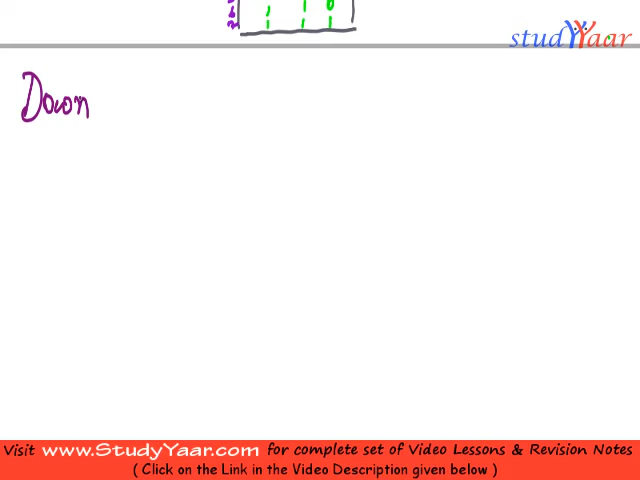 studYYaar
Down
Visit www.StudyYaar.com for complete set of Video Lessons & Revision Notes
( Click on the Link in the Video Description given below )